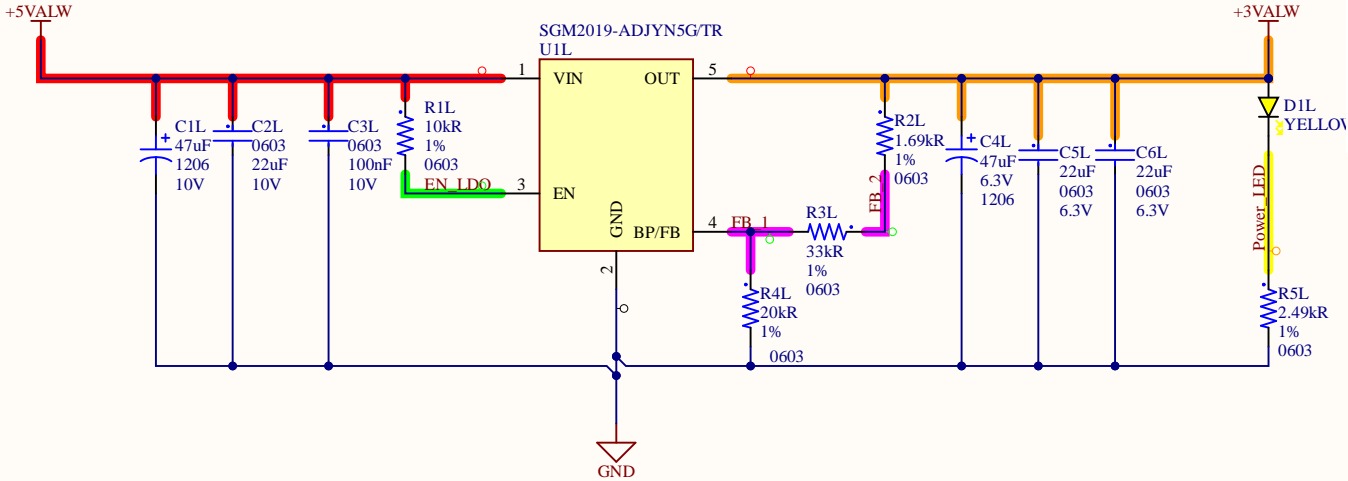 +5VALW
+3VALW
SGM2019-ADJYN5G/TR
U1L
1
VIN
OUT
5
3
EN
GND
2
BP/FB
4
C1L
47uF
1206
10V
C2L
0603
22uF
10V
C3L
0603
100nF
10V
R1L
10kR
1%
0603
EN_LDO
FB_1
R3L
33kR
1%
0603
FB_2
R2L
1.69kR
1%
0603
R4L
20kR
1%
0603
C4L
47uF
6.3V
1206
C5L
22uF
0603
6.3V
C6L
22uF
0603
6.3V
D1L
YELLOW
Power_LED
R5L
2.49kR
1%
0603
GND